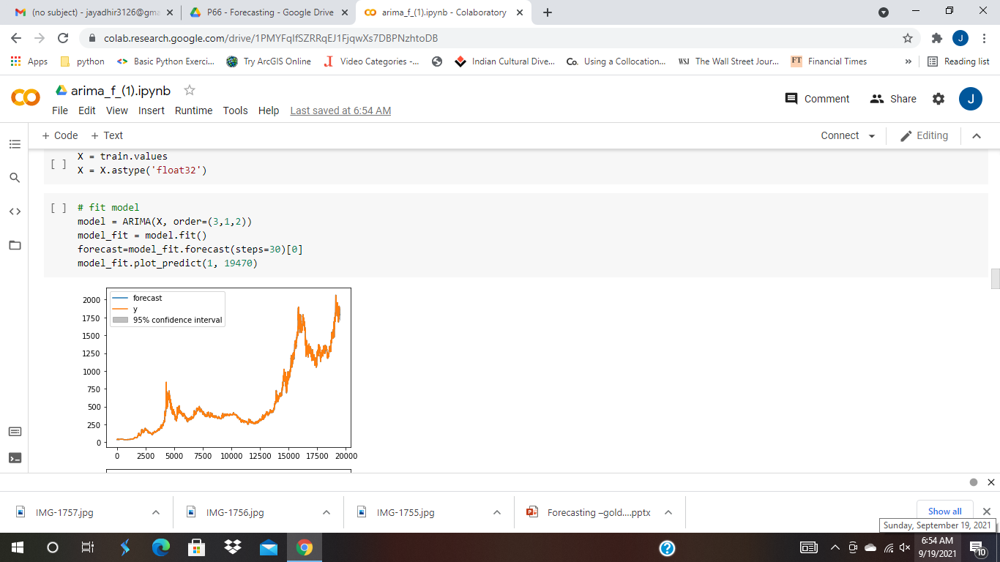 (no subject) - jayadhir3126@gma
P66 - Forecasting - Google Drive
arima_f_(1).ipynb - Colaboratory
colab.research.google.com/drive/1PMYFqIfSZRRqEJ1FjqwXs7DBPNzhtoDB
J
Apps
python
Basic Python Exerci...
Try ArcGIS Online
J
Video Categories -...
Indian Cultural Dive...
Co.
Using a Collocation...
WSJ
The Wall Street Jour...
FT
Financial Times
»
Reading list
arima_f_(1).ipynb
Comment
Share
J
File Edit View Insert Runtime Tools Help Last saved at 6:54 AM
+ Code + Text
Connect
Editing
X = train.values
[ ]
X = X.astype('float32')
[ ] # fit model
model = ARIMA(X, order=(3,1,2))
model_fit = model.fit()
forecast=model_fit.forecast(steps=30)[0]
model_fit.plot_predict(1, 19470)
forecast
y
95% confidence interval
2000
1750
1500
1250
1000
750
500
250
0
0 2500 5000 7500 10000 12500 15000 17500 20000
IMG-1757.jpg
IMG-1756.jpg
IMG-1755.jpg
Forecasting –gold....pptx
Show all
Sunday, September 19, 2021
6:54 AM
9/19/2021
10